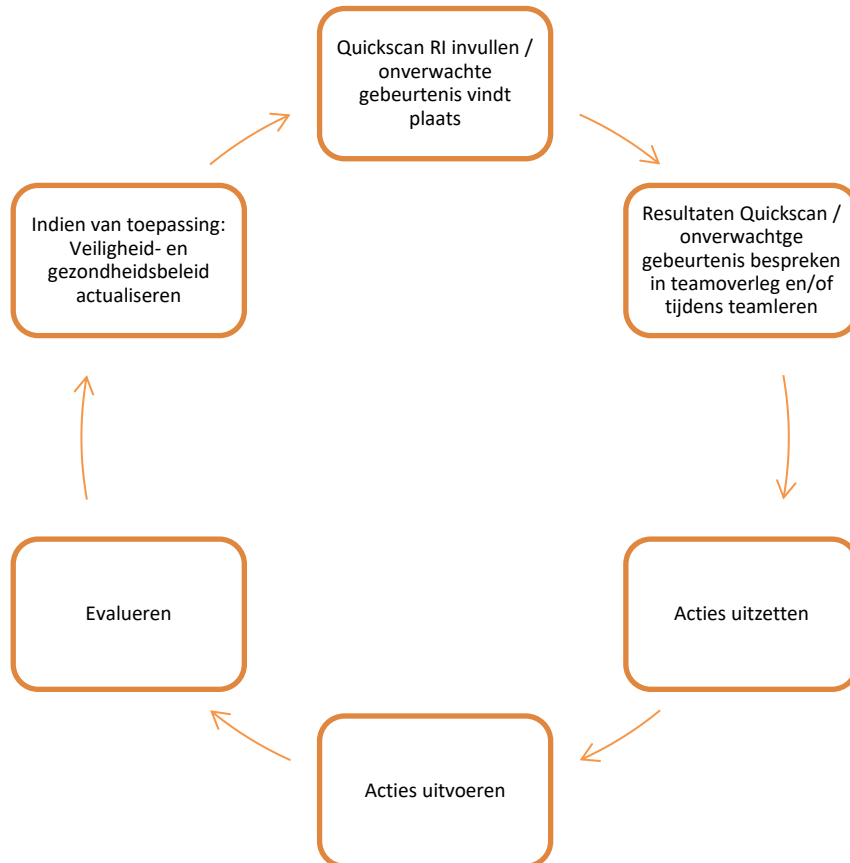 Quickscan RI invullen /
onverwachte
gebeurtenis vindt
plaats
Resultaten Quickscan /
onverwachtge
gebeurtenis bespreken
in teamoverleg en/of
tijdens teamleren
Acties uitzetten
Acties uitvoeren
Evalueren
Indien van toepassing:
Veiligheid- en
gezondheidsbeleid
actualiseren